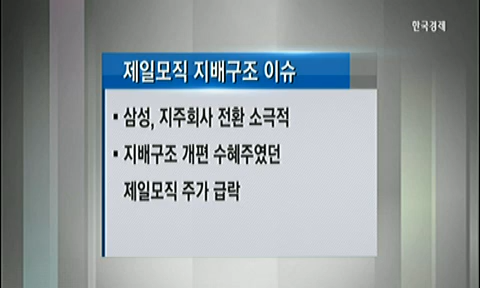 한국경제
제일모직 지배구조 이슈
▪ 삼성, 지주회사 전환 소극적
▪ 지배구조 개편 수혜주였던
제일모직 주가 급락